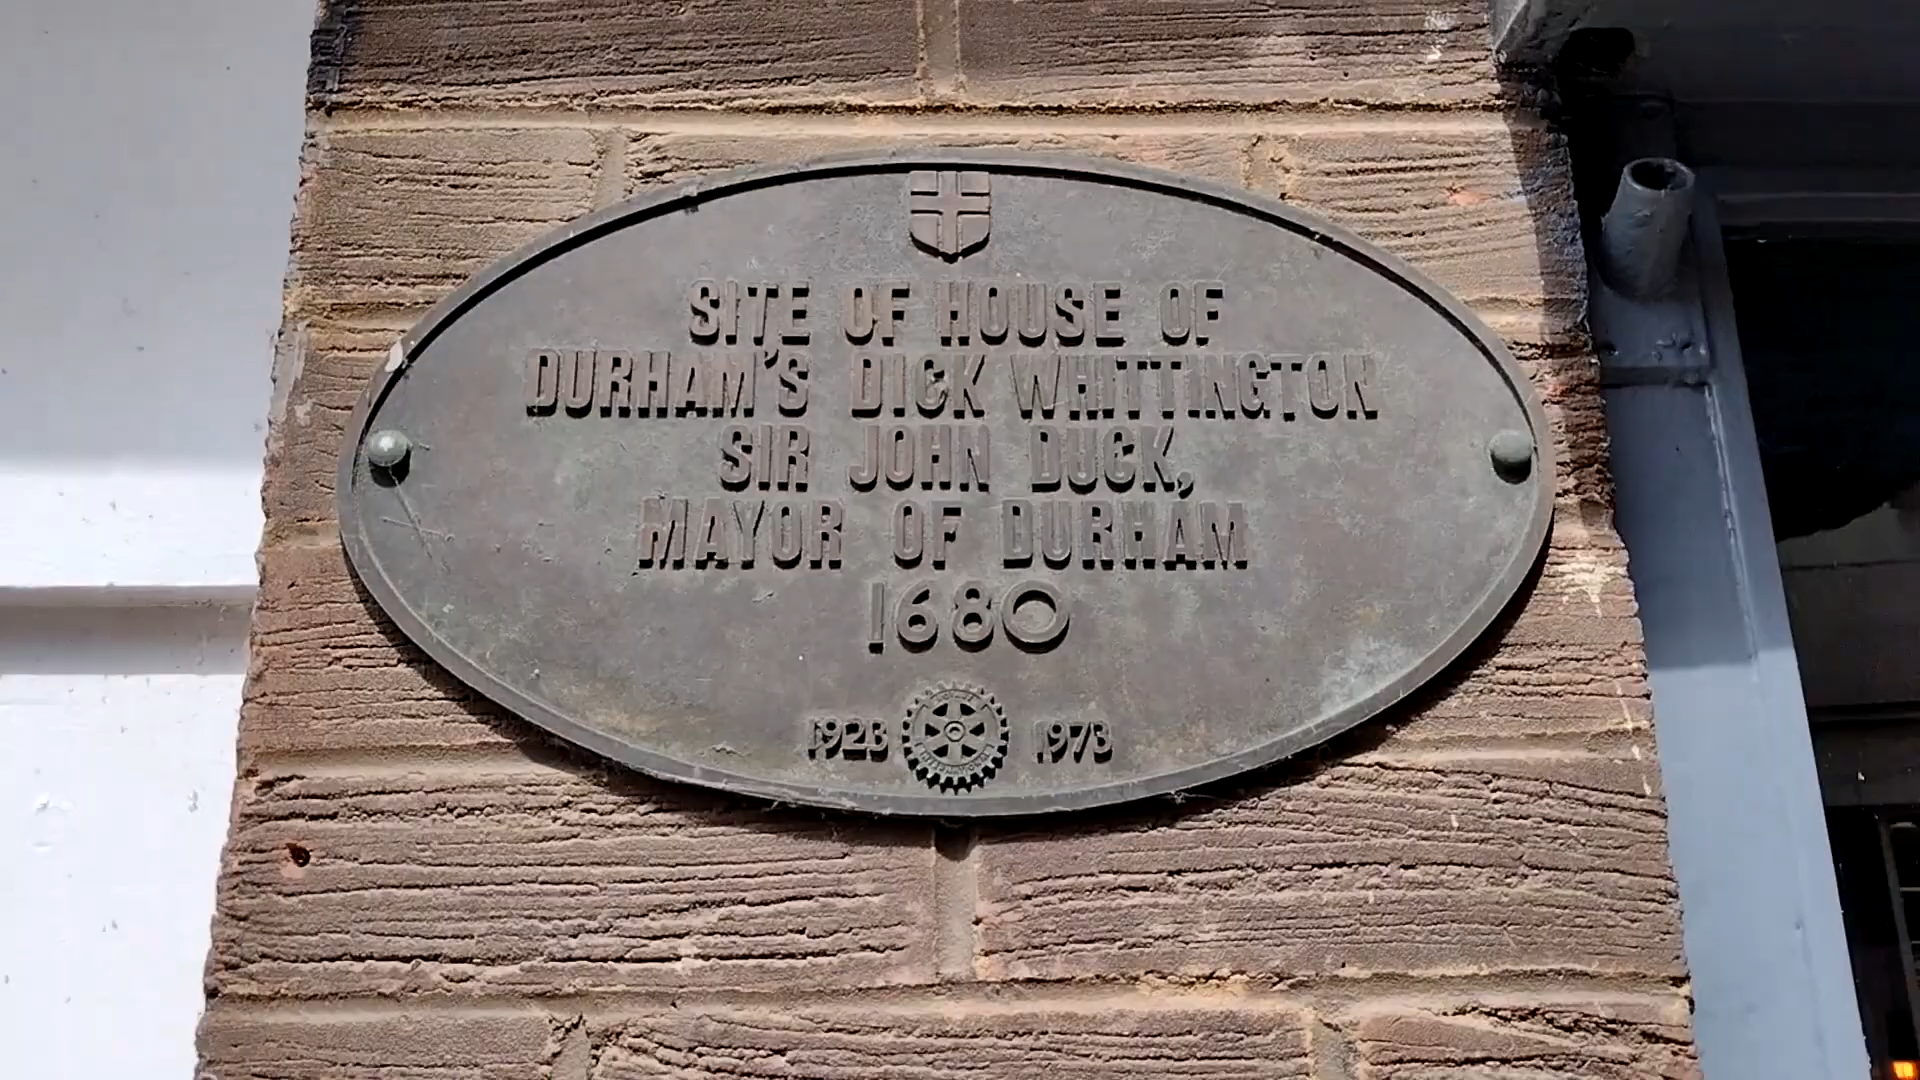 SITE OF HOUSE OF
DURHAM'S DICK WHITTINGTON
SIR JOHN DUCK,
MAYOR OF DURHAM
1680
1923 1973